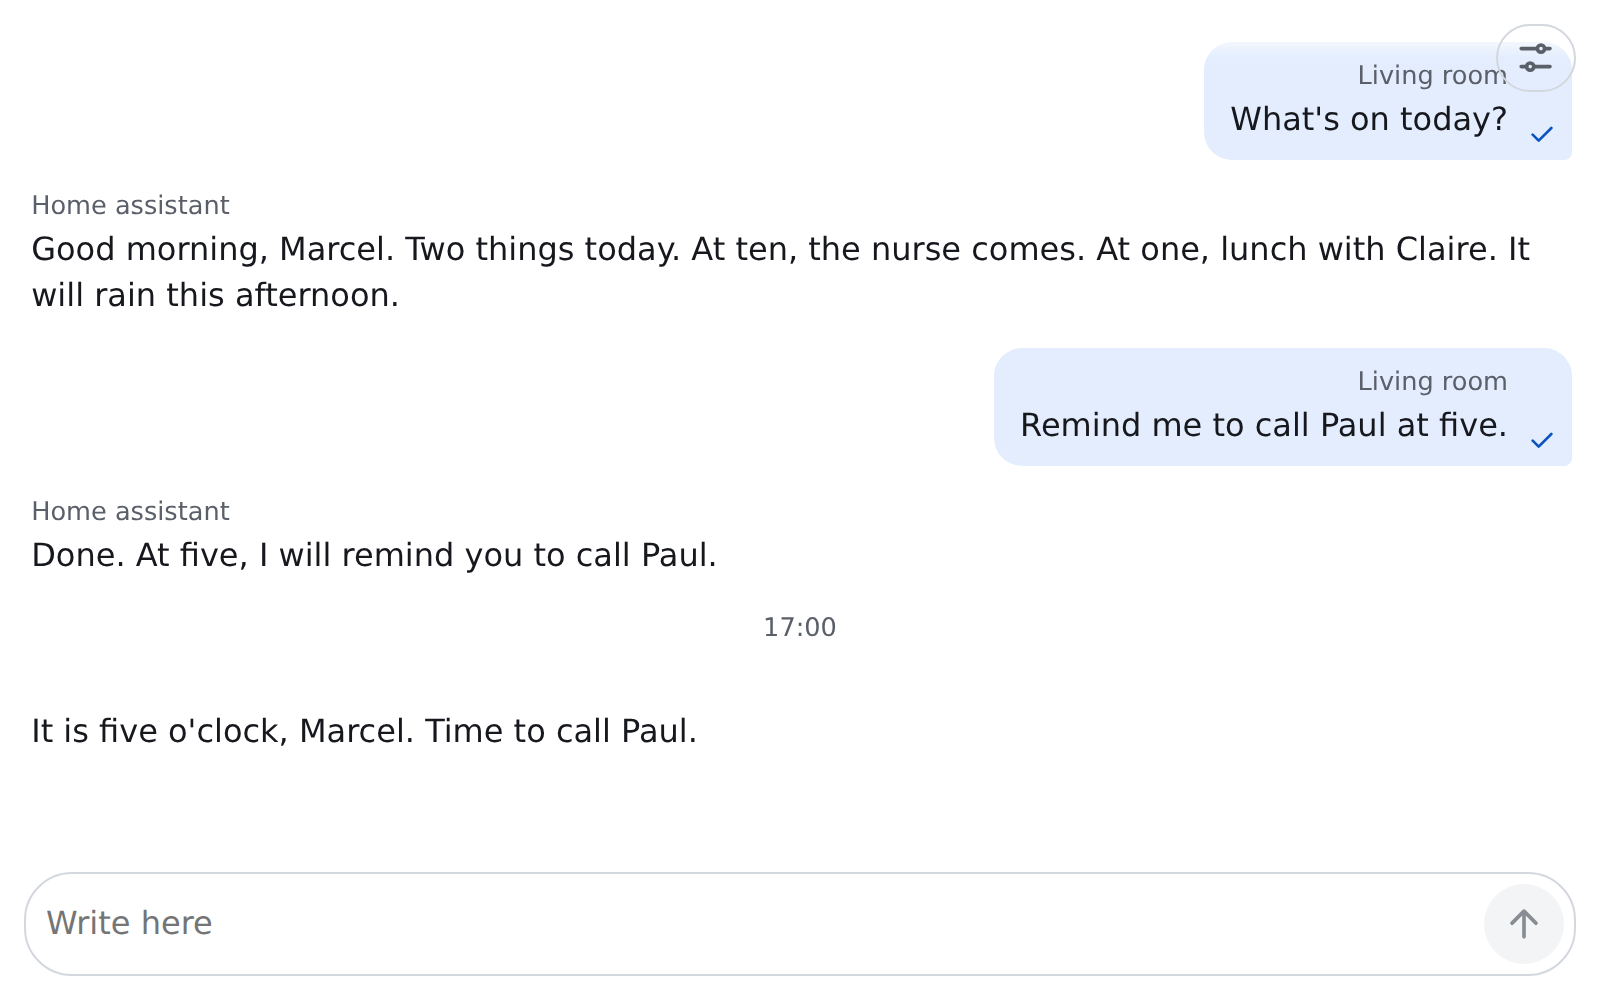 Living room
What's on today?
Home assistant
Good morning, Marcel. Two things today. At ten, the nurse comes. At one, lunch with Claire. It
will rain this afternoon.
Living room
Remind me to call Paul at five.
Home assistant
Done. At five, I will remind you to call Paul.
17:00
It is five o'clock, Marcel. Time to call Paul.
Write here